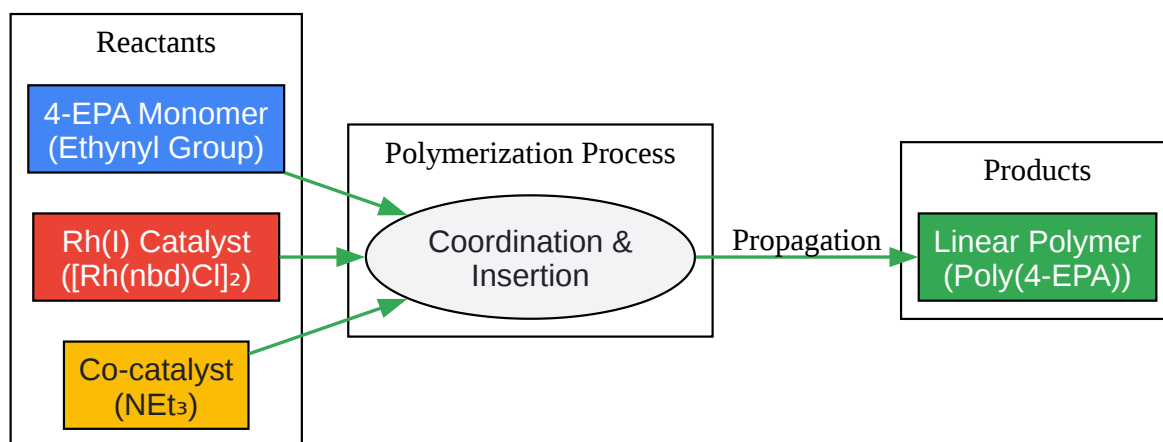 Reactants
4-EPA Monomer
(Ethynyl Group)
Rh(I) Catalyst
([Rh(nbd)Cl]₂)
Co-catalyst
(NEt₃)
Polymerization Process
Coordination &
Insertion
Propagation
Products
Linear Polymer
(Poly(4-EPA))